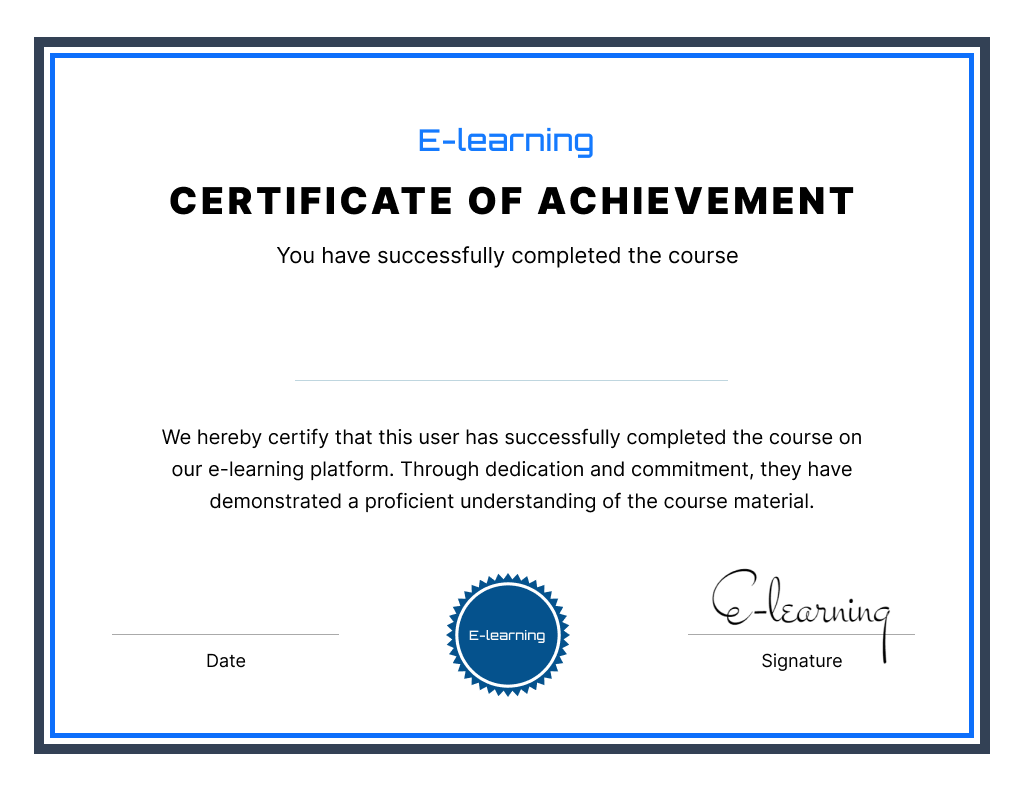 E-learning
CERTIFICATE OF ACHIEVEMENT
You have successfully completed the course
We hereby certify that this user has successfully completed the course on
our e-learning platform. Through dedication and commitment, they have
demonstrated a proficient understanding of the course material.
Date
E-learning
E-learning
Signature